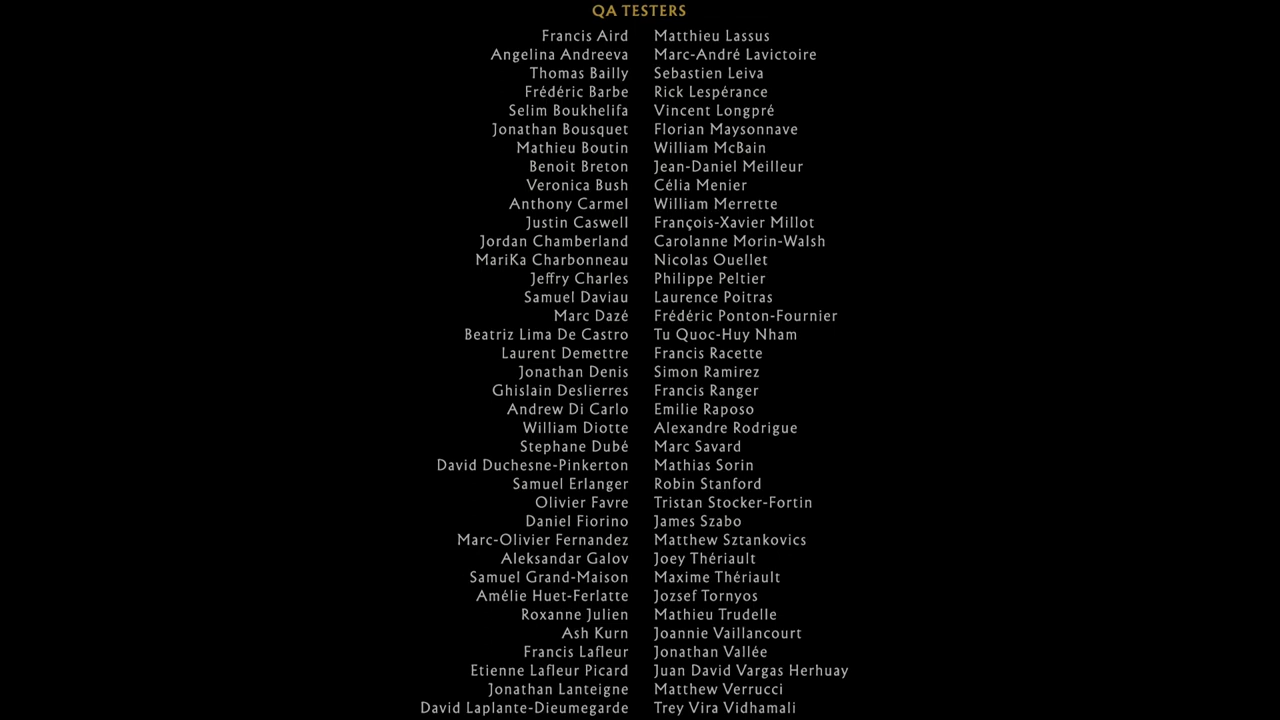 QA TESTERS
Francis Aird Matthieu Lassus
Angelina Andreeva Marc-André Lavictoire
Thomas Bailly Sebastien Leiva
Frédéric Barbe Rick Lespérance
Selim Boukhelifa Vincent Longpré
Jonathan Bousquet Florian Maysonnave
Mathieu Boutin William McBain
Benoit Breton Jean-Daniel Meilleur
Veronica Bush Célia Menier
Anthony Carmel William Merrette
Justin Caswell François-Xavier Millot
Jordan Chamberland Carolanne Morin-Walsh
MariKa Charbonneau Nicolas Ouellet
Jeffry Charles Philippe Peltier
Samuel Daviau Laurence Poitras
Marc Dazé Frédéric Ponton-Fournier
Beatriz Lima De Castro Tu Quoc-Huy Nham
Laurent Demettre Francis Racette
Jonathan Denis Simon Ramirez
Ghislain Deslierres Francis Ranger
Andrew Di Carlo Emilie Raposo
William Diotte Alexandre Rodrigue
Stephane Dubé Marc Savard
David Duchesne-Pinkerton Mathias Sorin
Samuel Erlanger Robin Stanford
Olivier Favre Tristan Stocker-Fortin
Daniel Fiorino James Szabo
Marc-Olivier Fernandez Matthew Sztankovics
Aleksandar Galov Joey Thériault
Samuel Grand-Maison Maxime Thériault
Amélie Huet-Ferlatte Jozsef Tornyos
Roxanne Julien Mathieu Trudelle
Ash Kurn Joannie Vaillancourt
Francis Lafleur Jonathan Vallée
Etienne Lafleur Picard Juan David Vargas Herhuay
Jonathan Lanteigne Matthew Verrucci
David Laplante-Dieumegarde Trey Vira Vidhamali